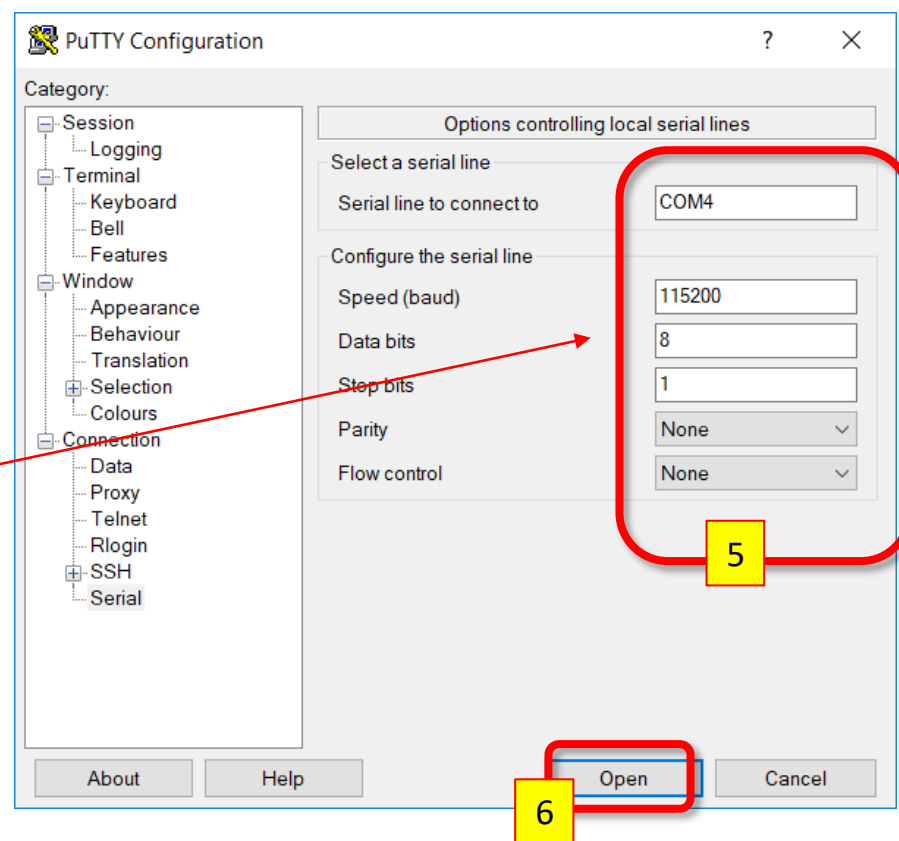 PuTTY Configuration ? ×
Category:
Session
Logging
Terminal
Keyboard
Bell
Features
Window
Appearance
Behaviour
Translation
Selection
Colours
Connection
Data
Proxy
Telnet
Rlogin
SSH
Serial
Options controlling local serial lines
Select a serial line
Serial line to connect to COM4
Configure the serial line
Speed (baud) 115200
Data bits 8
Stop bits 1
Parity None
Flow control None
5
About Help Open Cancel
6